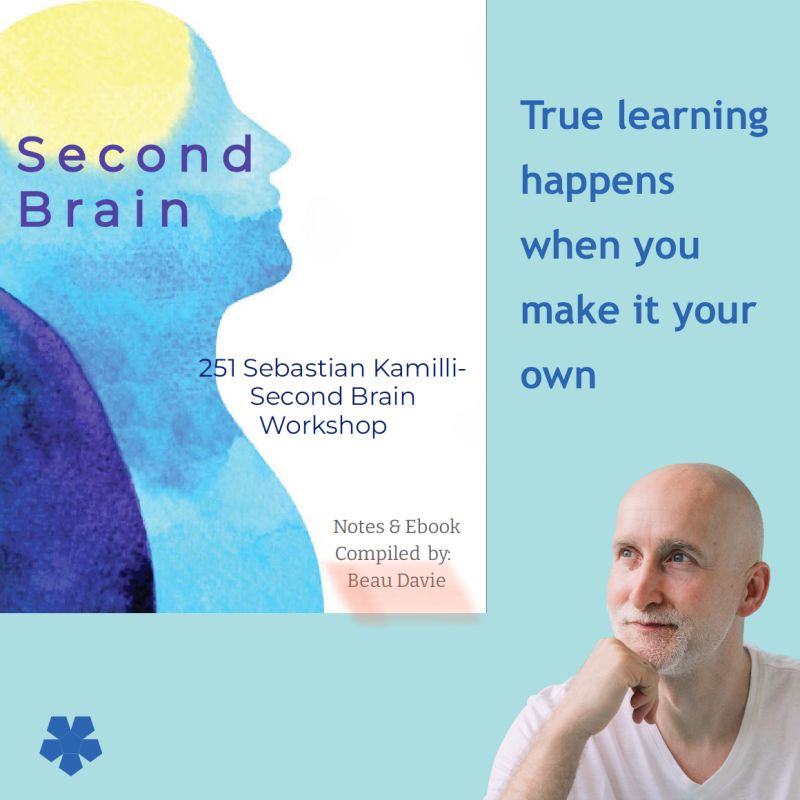 Second
Brain
251 Sebastian Kamilli-
Second Brain
Workshop
Notes & Ebook
Compiled by:
Beau Davie
True learning
happens
when you
make it your
own